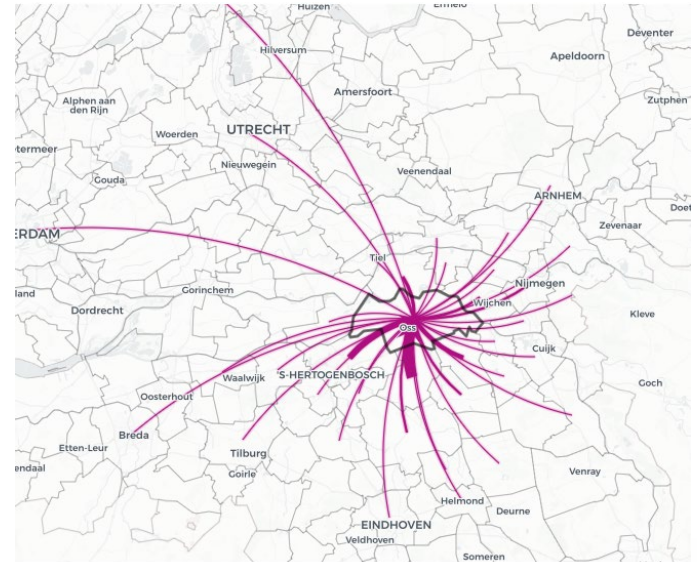 Huizen
Ermelo
Deventer
Hilversum
Apeldoorn
Amersfoort
Zutphen
Alphen aan
den Rijn
UTRECHT
Woerden
etermeer
Nieuwegein
Veenendaal
Gouda
ARNHEM
Doet
Zevenaar
ERDAM
Tiel
Nijmegen
Gorinchem
land
Wijchen
Dordrecht
Kleve
Oss
Cuijk
'S-HERTOGENBOSCH
Waalwijk
Goch
Oosterhout
Breda
Etten-Leur
Tilburg
endaal
Goirle
Venray
Helmond
Deurne
EINDHOVEN
Veldhoven
Someren